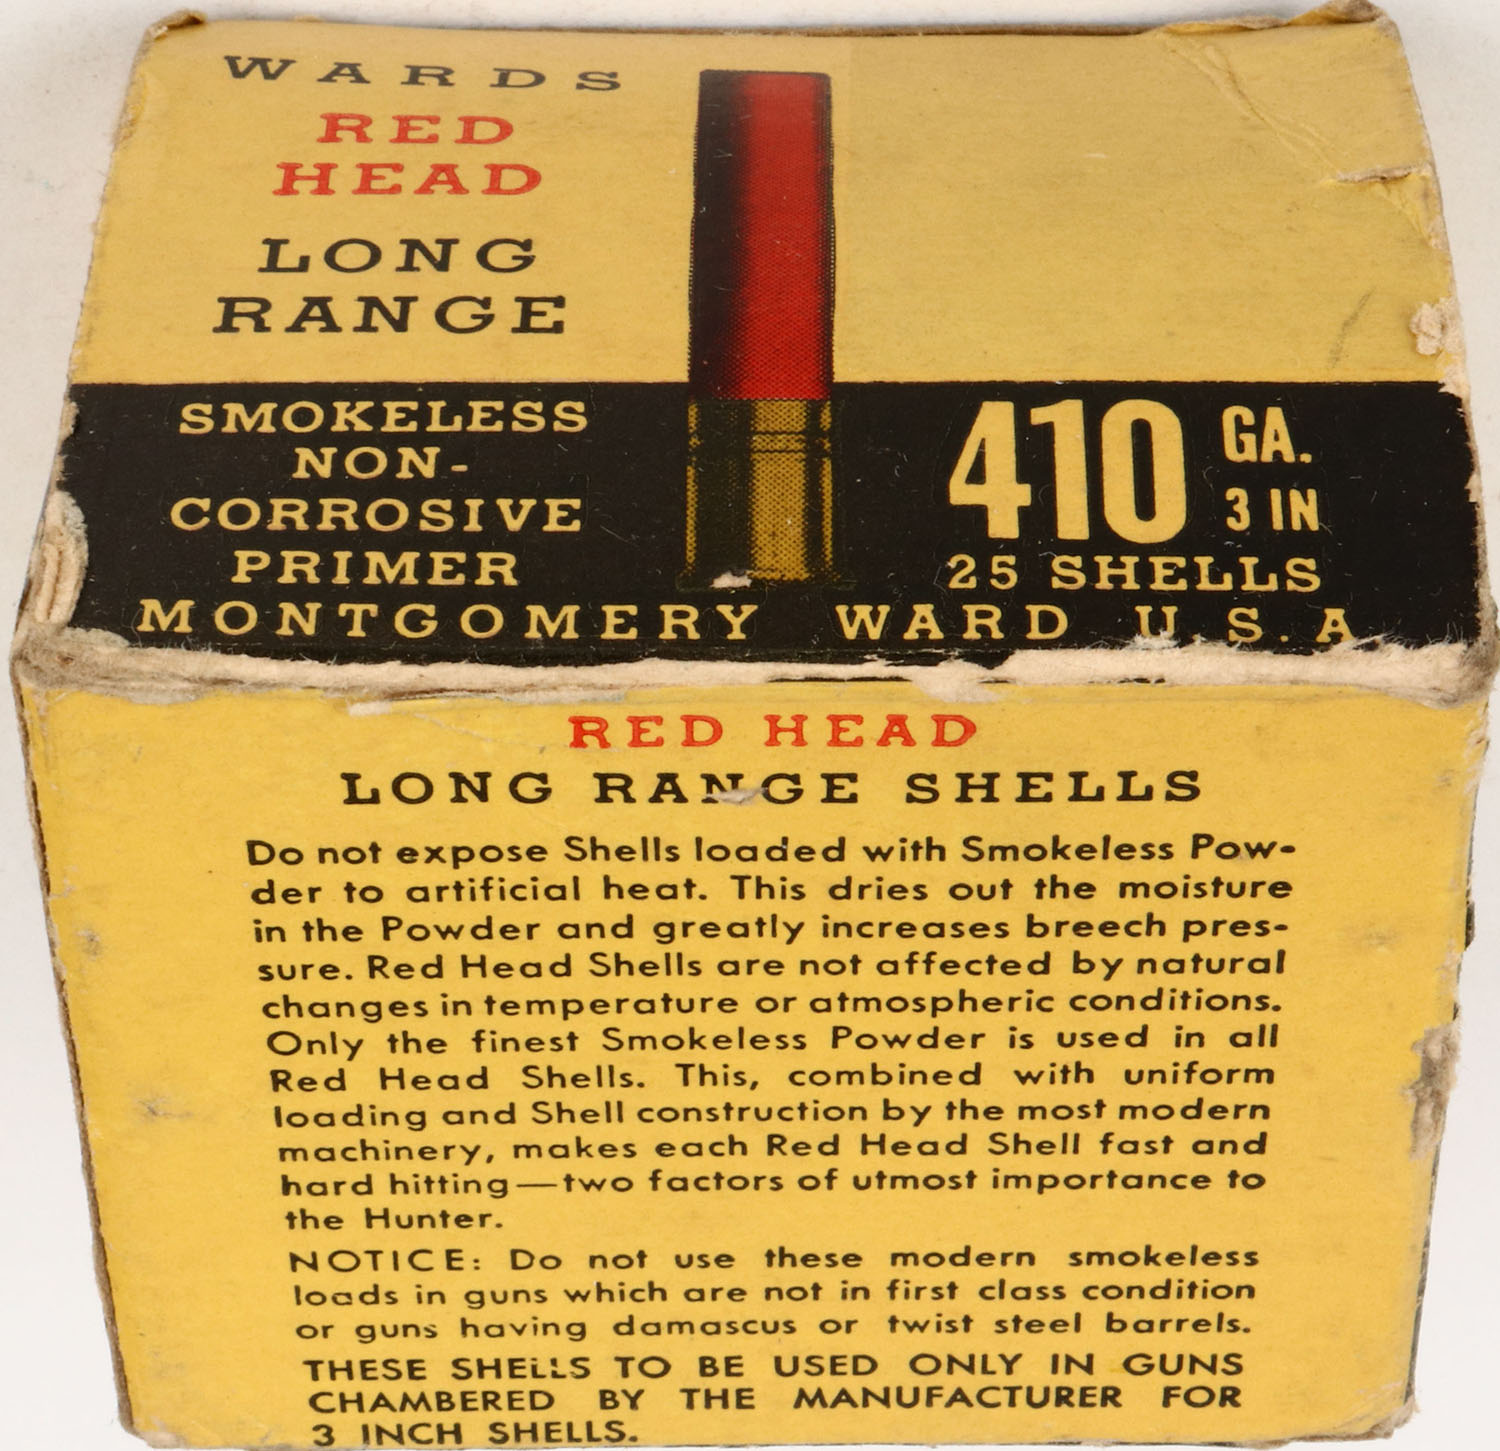 WARDS
RED
HEAD
LONG
RANGE
SMOKELESS
NON-
CORROSIVE
PRIMER
410 GA.
3 IN
25 SHELLS
MONTGOMERY WARD U.S.A
RED HEAD
LONG RANGE SHELLS
Do not expose Shells loaded with Smokeless Pow-
der to artificial heat. This dries out the moisture
in the Powder and greatly increases breech pres-
sure. Red Head Shells are not affected by natural
changes in temperature or atmospheric conditions.
Only the finest Smokeless Powder is used in all
Red Head Shells. This, combined with uniform
loading and Shell construction by the most modern
machinery, makes each Red Head Shell fast and
hard hitting—two factors of utmost importance to
the Hunter.
NOTICE: Do not use these modern smokeless
loads in guns which are not in first class condition
or guns having damascus or twist steel barrels.
THESE SHELLS TO BE USED ONLY IN GUNS
CHAMBERED BY THE MANUFACTURER FOR
3 INCH SHELLS.